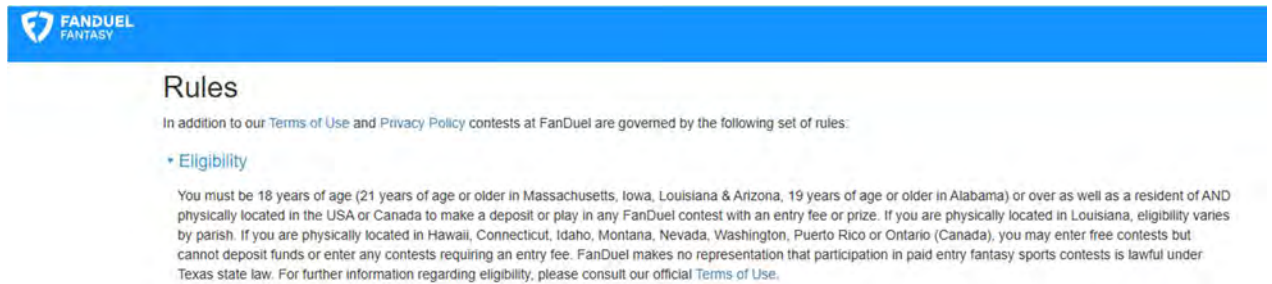 FANDUEL
FANTASY
Rules
In addition to our Terms of Use and Privacy Policy contests at FanDuel are governed by the following set of rules:
Eligibility
You must be 18 years of age (21 years of age or older in Massachusetts, Iowa, Louisiana & Arizona, 19 years of age or older in Alabama) or over as well as a resident of AND
physically located in the USA or Canada to make a deposit or play in any FanDuel contest with an entry fee or prize. If you are physically located in Louisiana, eligibility varies
by parish. If you are physically located in Hawaii, Connecticut, Idaho, Montana, Nevada, Washington, Puerto Rico or Ontario (Canada), you may enter free contests but
cannot deposit funds or enter any contests requiring an entry fee. FanDuel makes no representation that participation in paid entry fantasy sports contests is lawful under
Texas state law. For further information regarding eligibility, please consult our official Terms of Use.